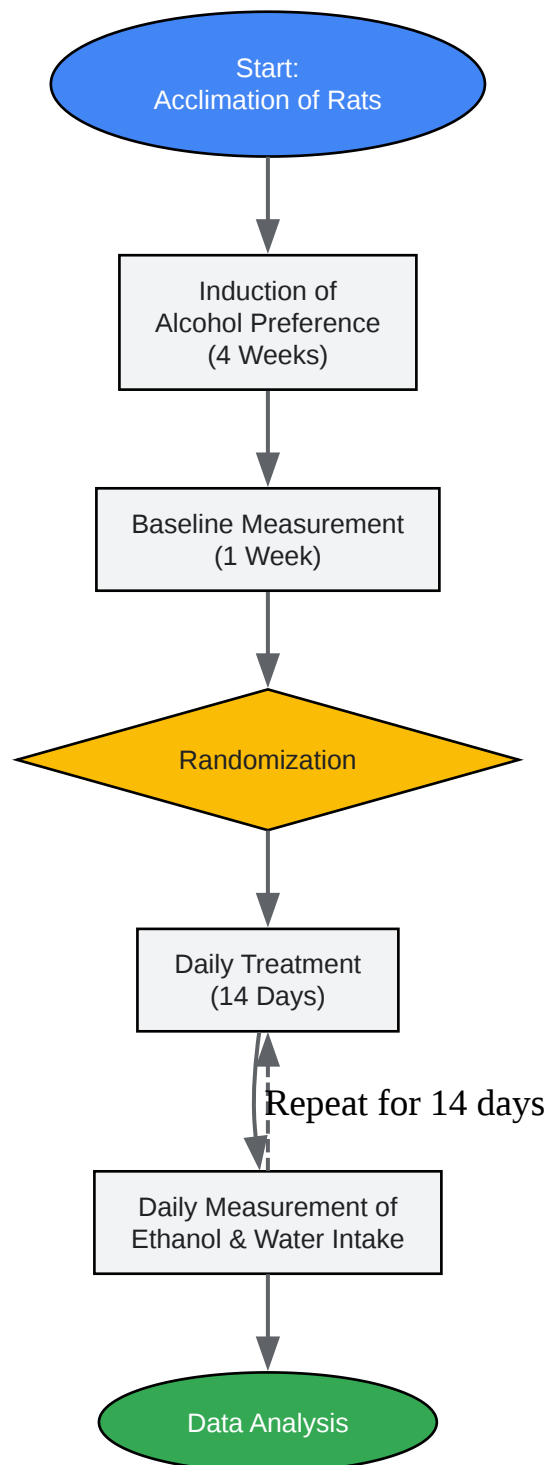 Start:
Acclimation of Rats
Induction of
Alcohol Preference
(4 Weeks)
Baseline Measurement
(1 Week)
Randomization
Daily Treatment
(14 Days)
Repeat for 14 days
Daily Measurement of
Ethanol & Water Intake
Data Analysis